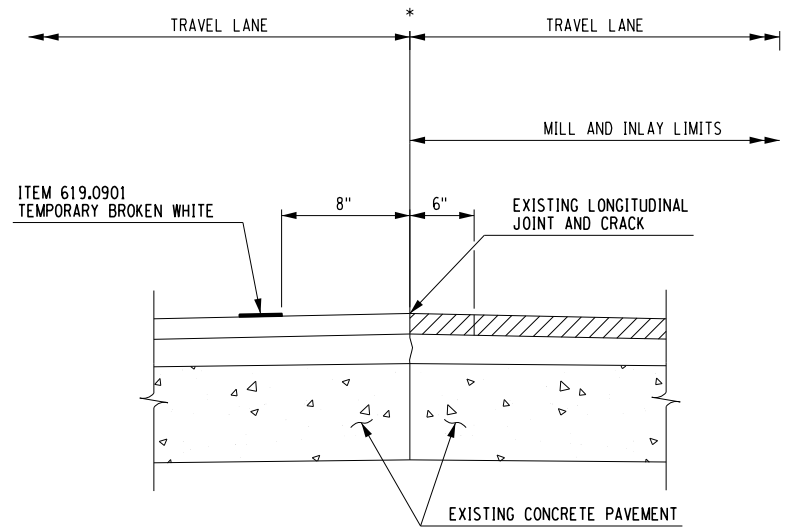 *
TRAVEL LANE
TRAVEL LANE
MILL AND INLAY LIMITS
ITEM 619.0901
TEMPORARY BROKEN WHITE
8"
6"
EXISTING LONGITUDINAL
JOINT AND CRACK
EXISTING CONCRETE PAVEMENT